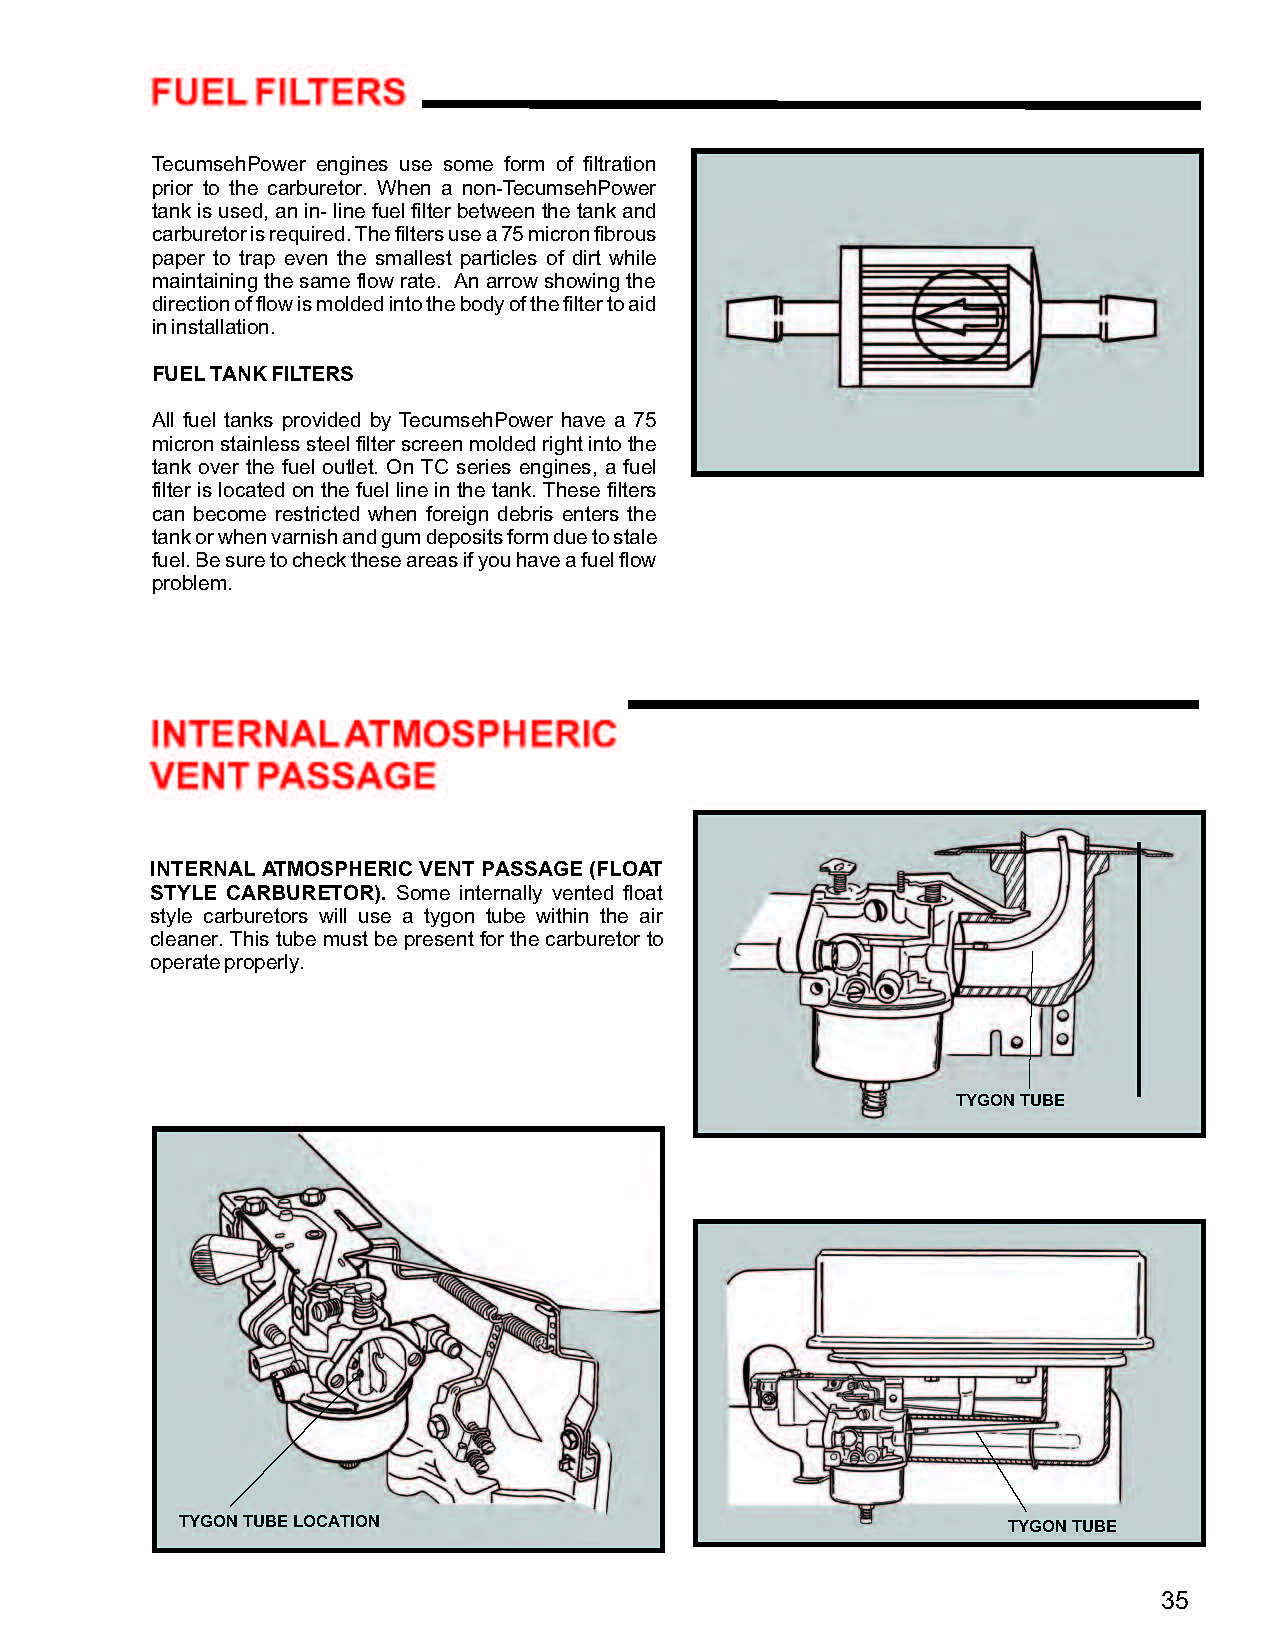 FUEL FILTERS
TecumsehPower engines use some form of filtration
prior to the carburetor. When a non-TecumsehPower
tank is used, an in- line fuel filter between the tank and
carburetor is required. The filters use a 75 micron fibrous
paper to trap even the smallest particles of dirt while
maintaining the same flow rate. An arrow showing the
direction of flow is molded into the body of the filter to aid
in installation.
FUEL TANK FILTERS
All fuel tanks provided by TecumsehPower have a 75
micron stainless steel filter screen molded right into the
tank over the fuel outlet. On TC series engines, a fuel
filter is located on the fuel line in the tank. These filters
can become restricted when foreign debris enters the
tank or when varnish and gum deposits form due to stale
fuel. Be sure to check these areas if you have a fuel flow
problem.
INTERNAL ATMOSPHERIC
VENT PASSAGE
INTERNAL ATMOSPHERIC VENT PASSAGE (FLOAT
STYLE CARBURETOR). Some internally vented float
style carburetors will use a tygon tube within the air
cleaner. This tube must be present for the carburetor to
operate properly.
TYGON TUBE
TYGON TUBE LOCATION
TYGON TUBE
35